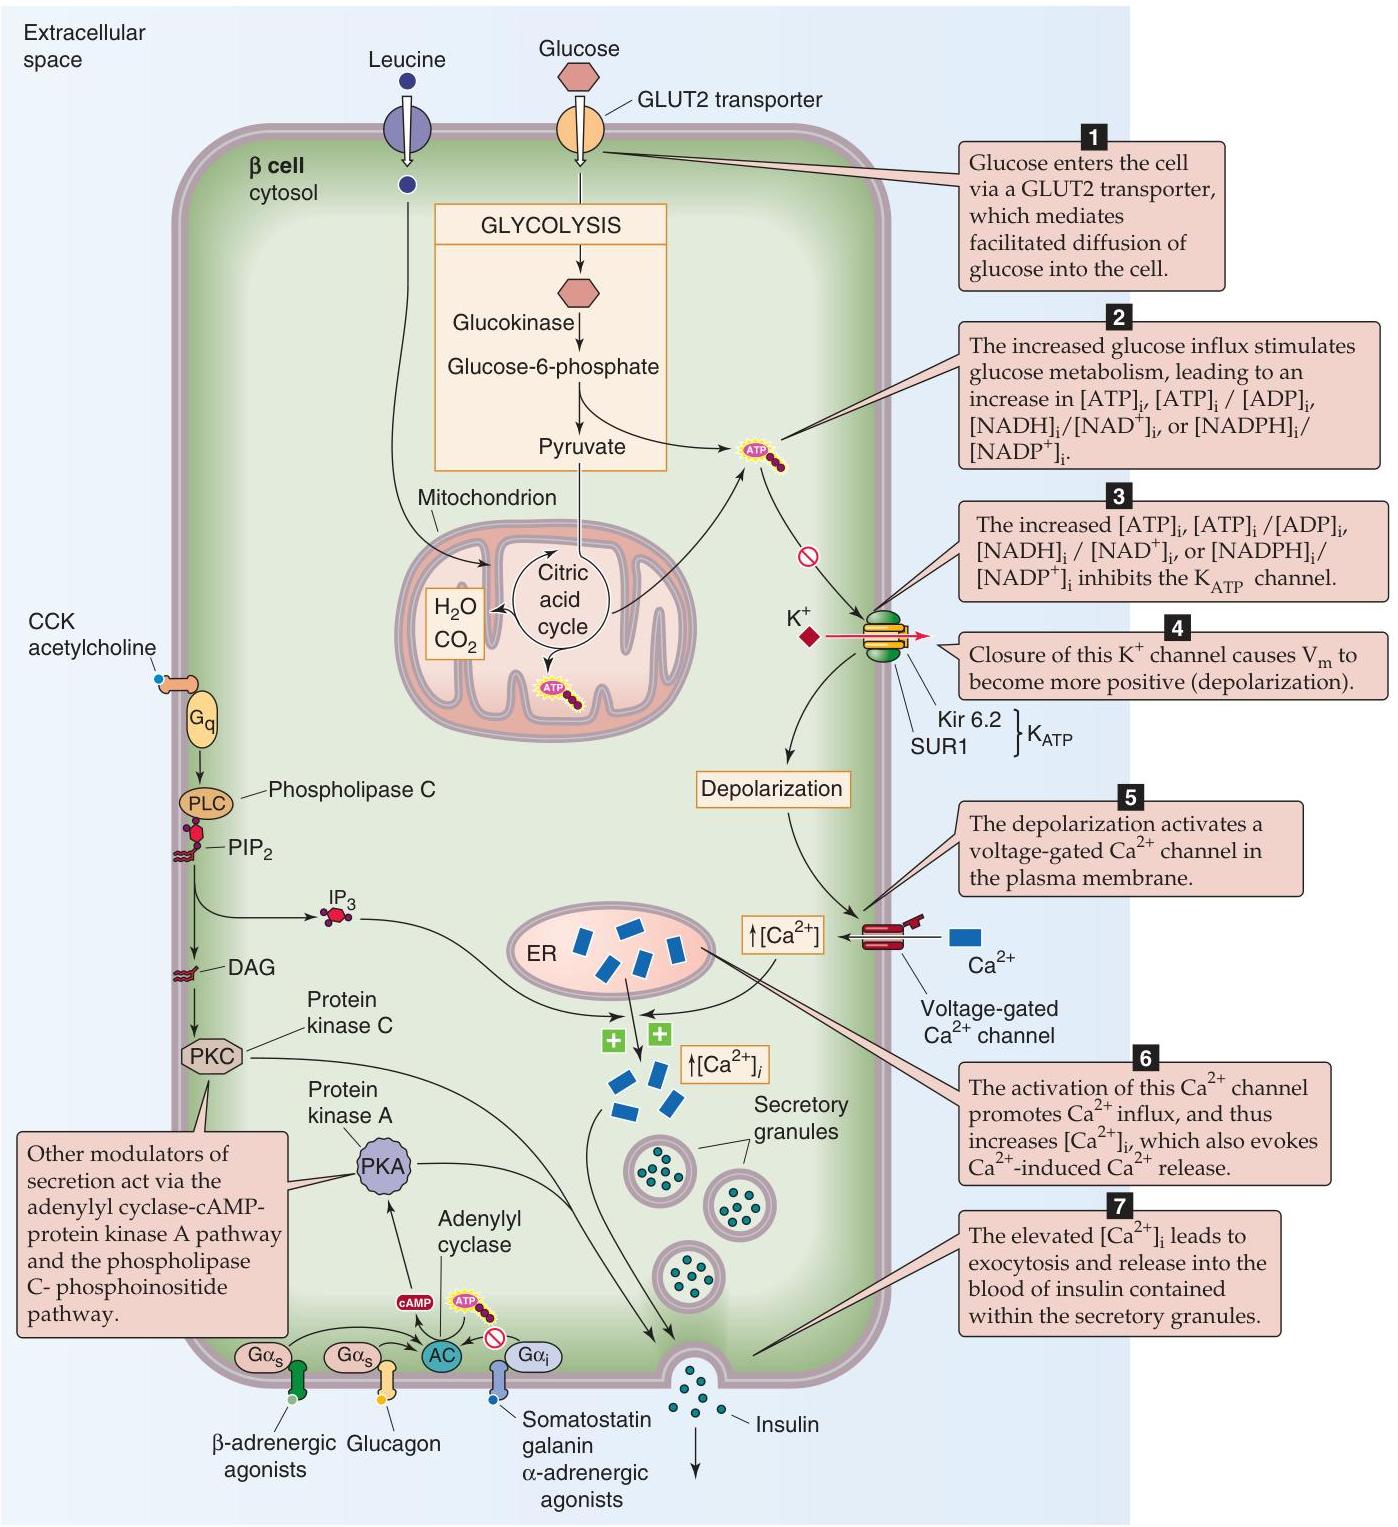 Extracellular
space
Leucine
Glucose
GLUT2 transporter
β cell
cytosol
1
Glucose enters the cell
via a GLUT2 transporter,
which mediates
facilitated diffusion of
glucose into the cell.
GLYCOLYSIS
Glucokinase
Glucose-6-phosphate
Pyruvate
ATP
2
The increased glucose influx stimulates
glucose metabolism, leading to an
increase in [ATP]i, [ATP]i / [ADP]i,
[NADH]i/[NAD+]i, or [NADPH]i/
[NADP+]i.
Mitochondrion
Citric
acid
cycle
H2O
CO2
ATP
3
The increased [ATP]i, [ATP]i /[ADP]i,
[NADH]i / [NAD+]i, or [NADPH]i/
[NADP+]i inhibits the KATP channel.
K+
4
Closure of this K+ channel causes Vm to
become more positive (depolarization).
Kir 6.2
SUR1
KATP
CCK
acetylcholine
Gq
PLC
Phospholipase C
PIP2
IP3
DAG
Protein
kinase C
PKC
Depolarization
5
The depolarization activates a
voltage-gated Ca2+ channel in
the plasma membrane.
ER
↑[Ca2+]
Ca2+
Voltage-gated
Ca2+ channel
+
+
↑[Ca2+]i
6
The activation of this Ca2+ channel
promotes Ca2+ influx, and thus
increases [Ca2+]i, which also evokes
Ca2+-induced Ca2+ release.
Secretory
granules
Protein
kinase A
PKA
Other modulators of
secretion act via the
adenylyl cyclase-cAMP-
protein kinase A pathway
and the phospholipase
C- phosphoinositide
pathway.
Adenylyl
cyclase
cAMP
ATP
7
The elevated [Ca2+]i leads to
exocytosis and release into the
blood of insulin contained
within the secretory granules.
Gαs
Gαs
AC
Gαi
β-adrenergic
agonists
Glucagon
Somatostatin
galanin
α-adrenergic
agonists
Insulin